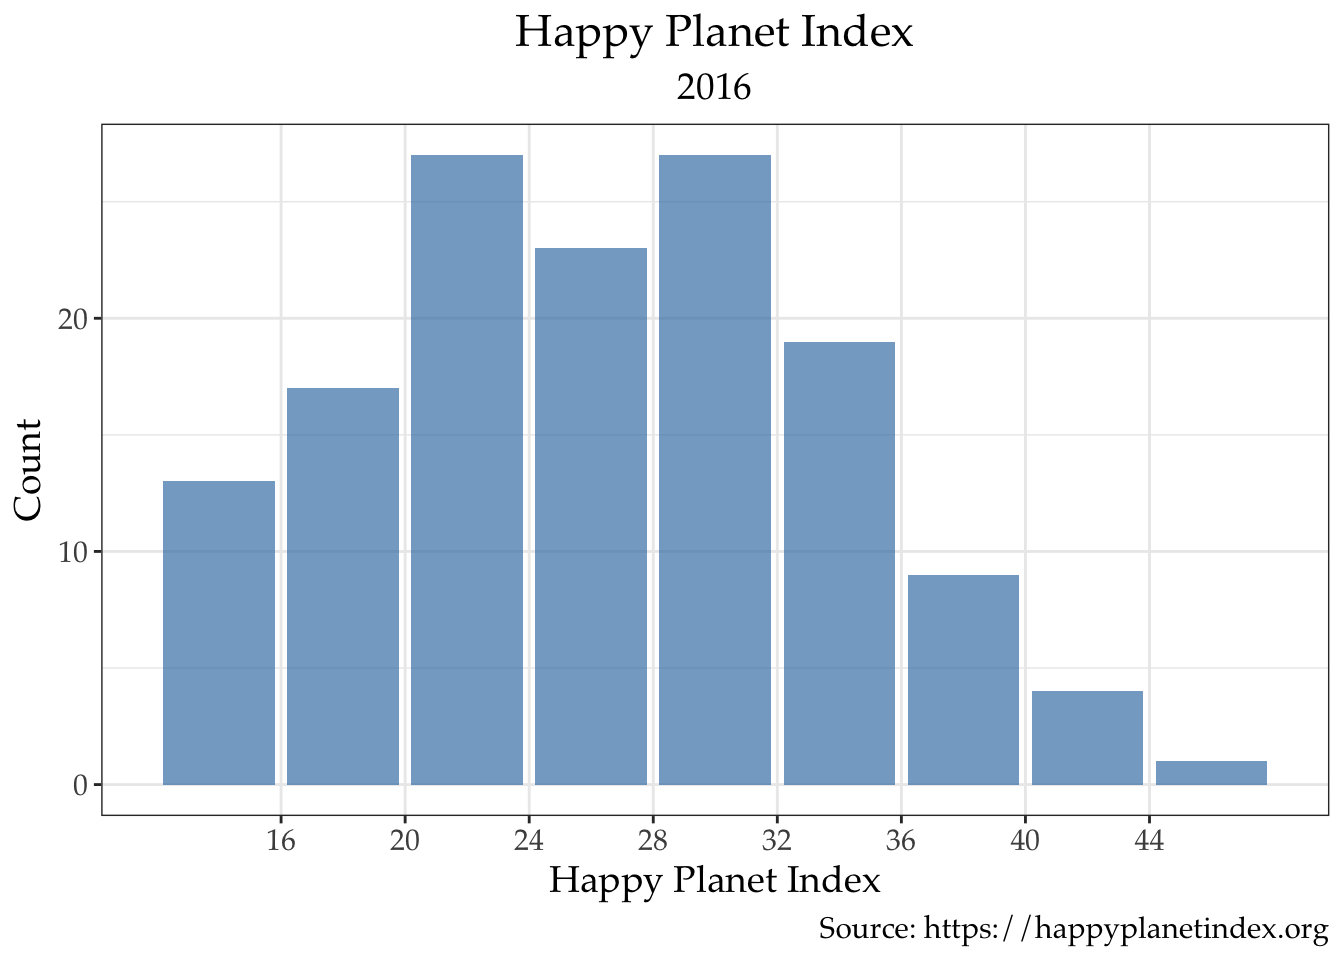 Happy Planet Index
2016
20
10
0
Count
16 20 24 28 32 36 40 44
Happy Planet Index
Source: https://happyplanetindex.org